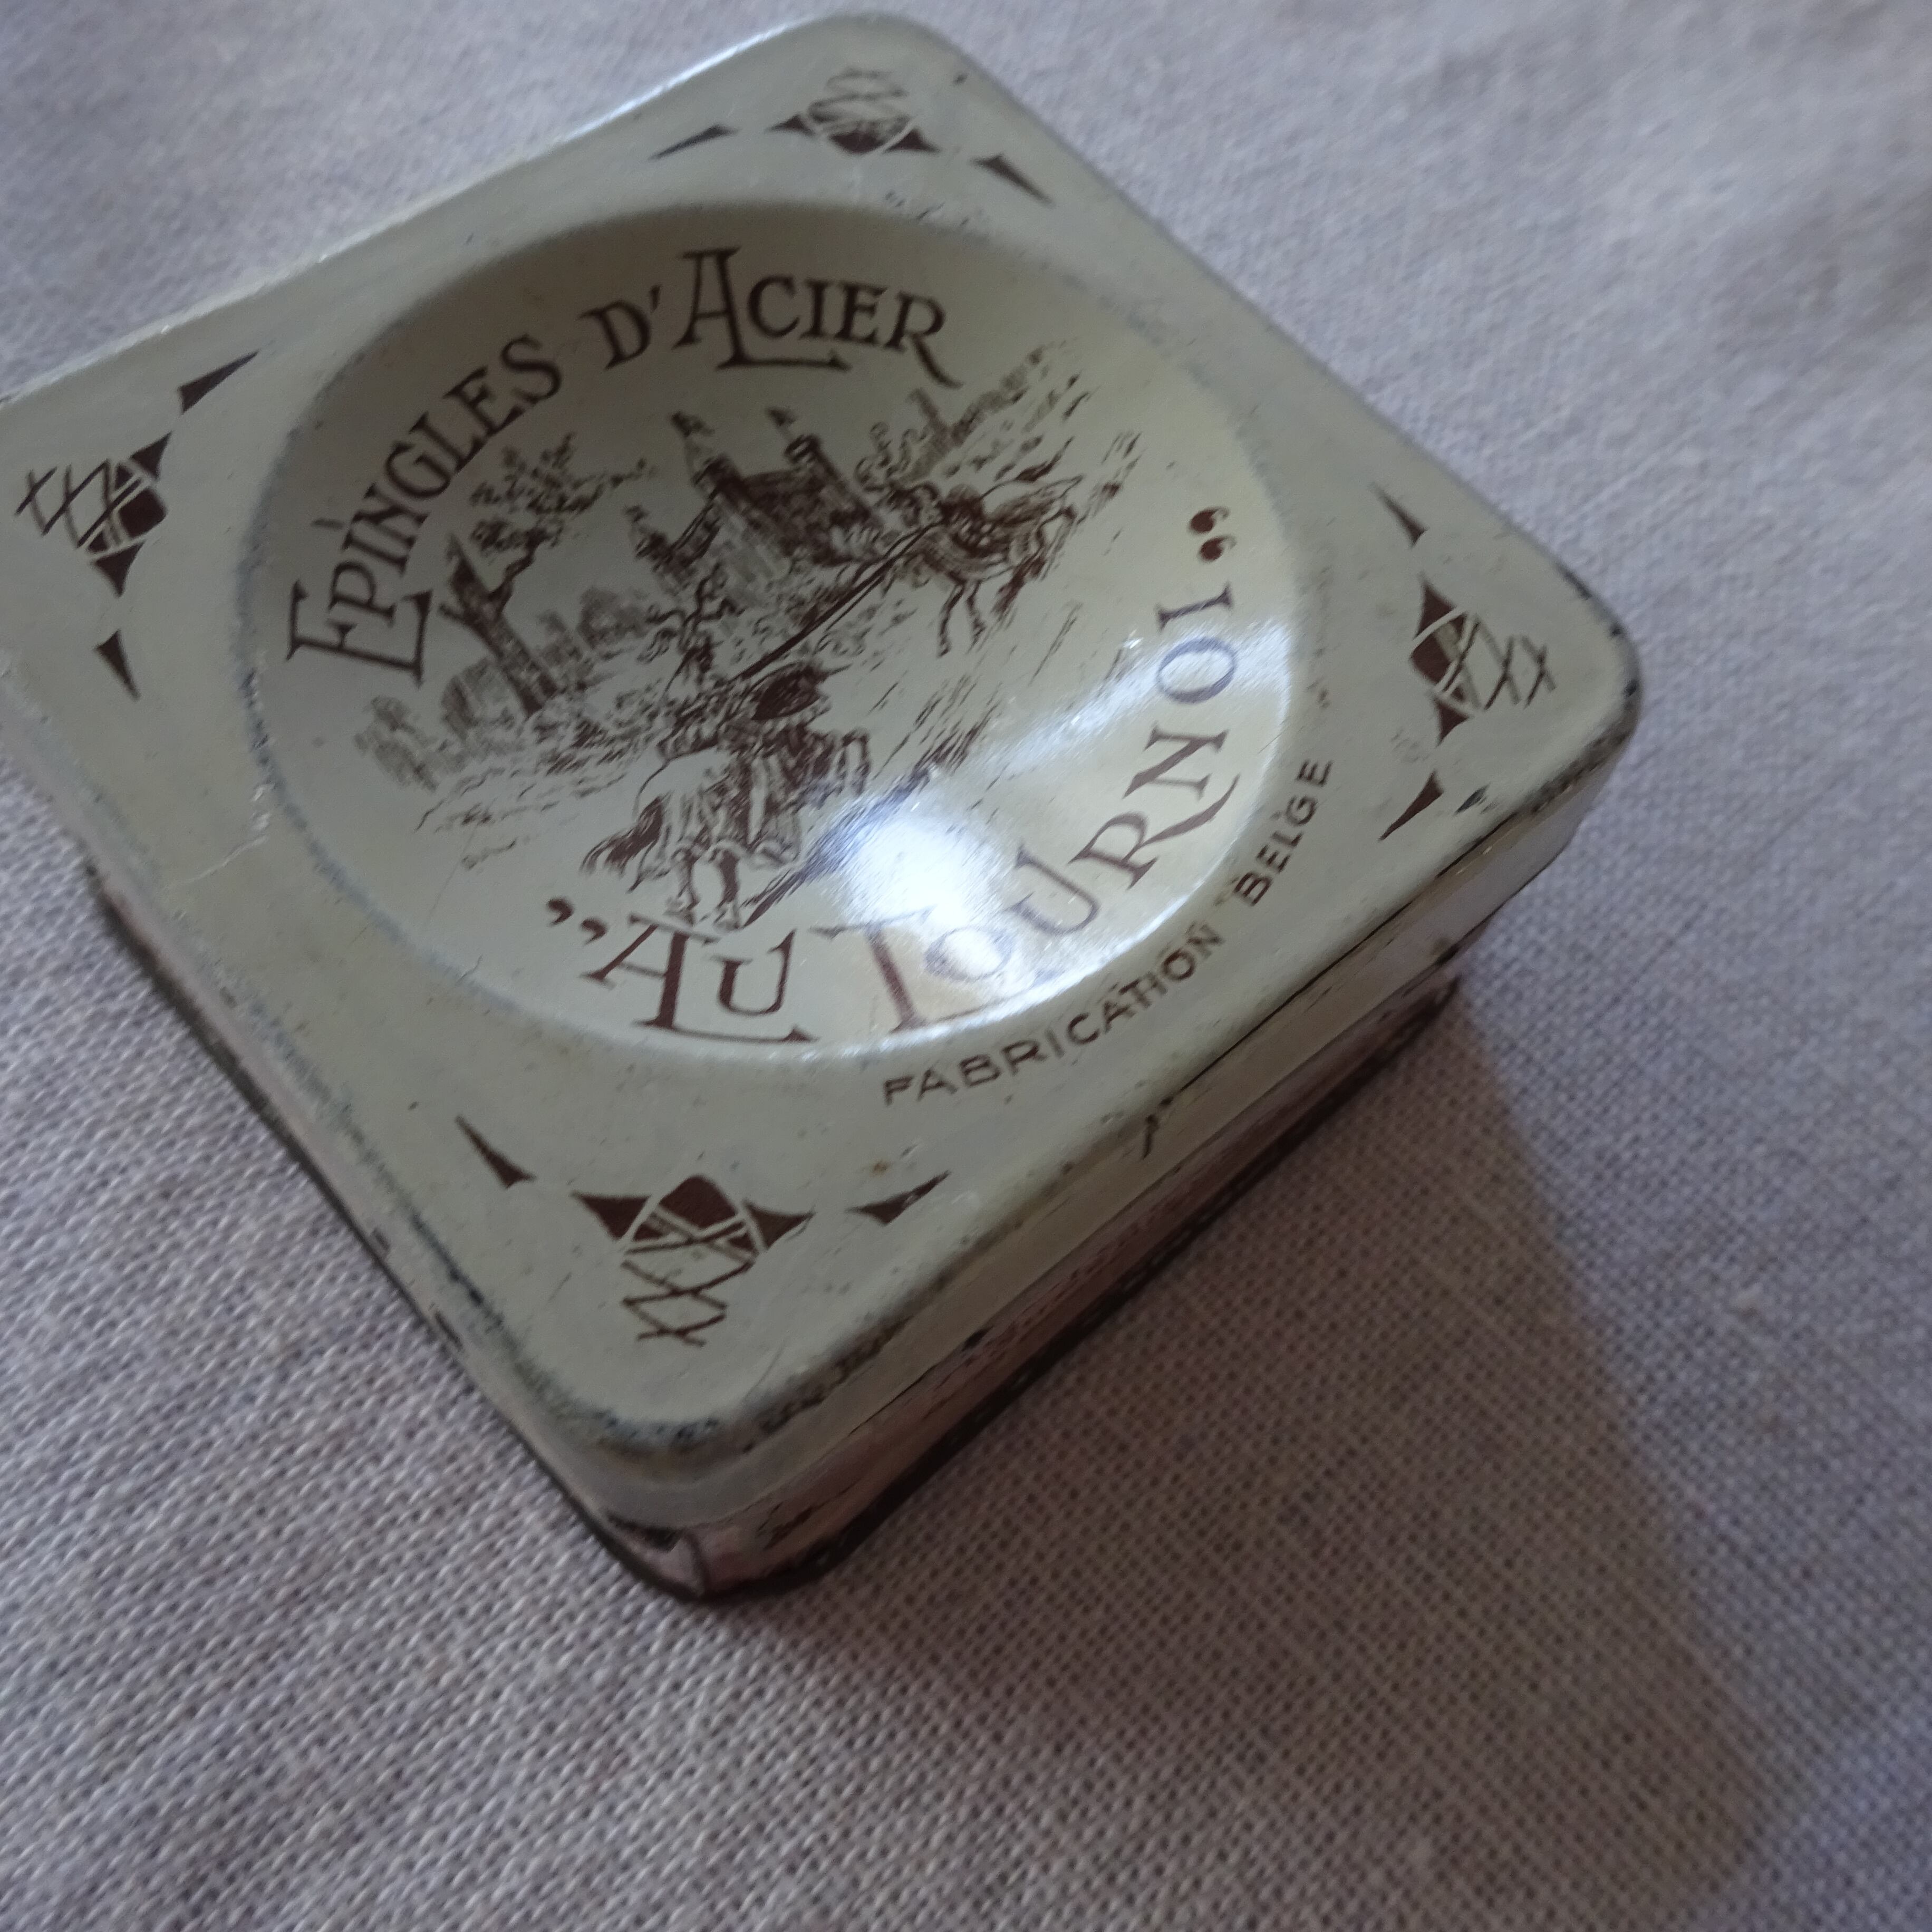 EPINGLES D'ACIER
„AU TOURNOI”
FABRICATION BELGE